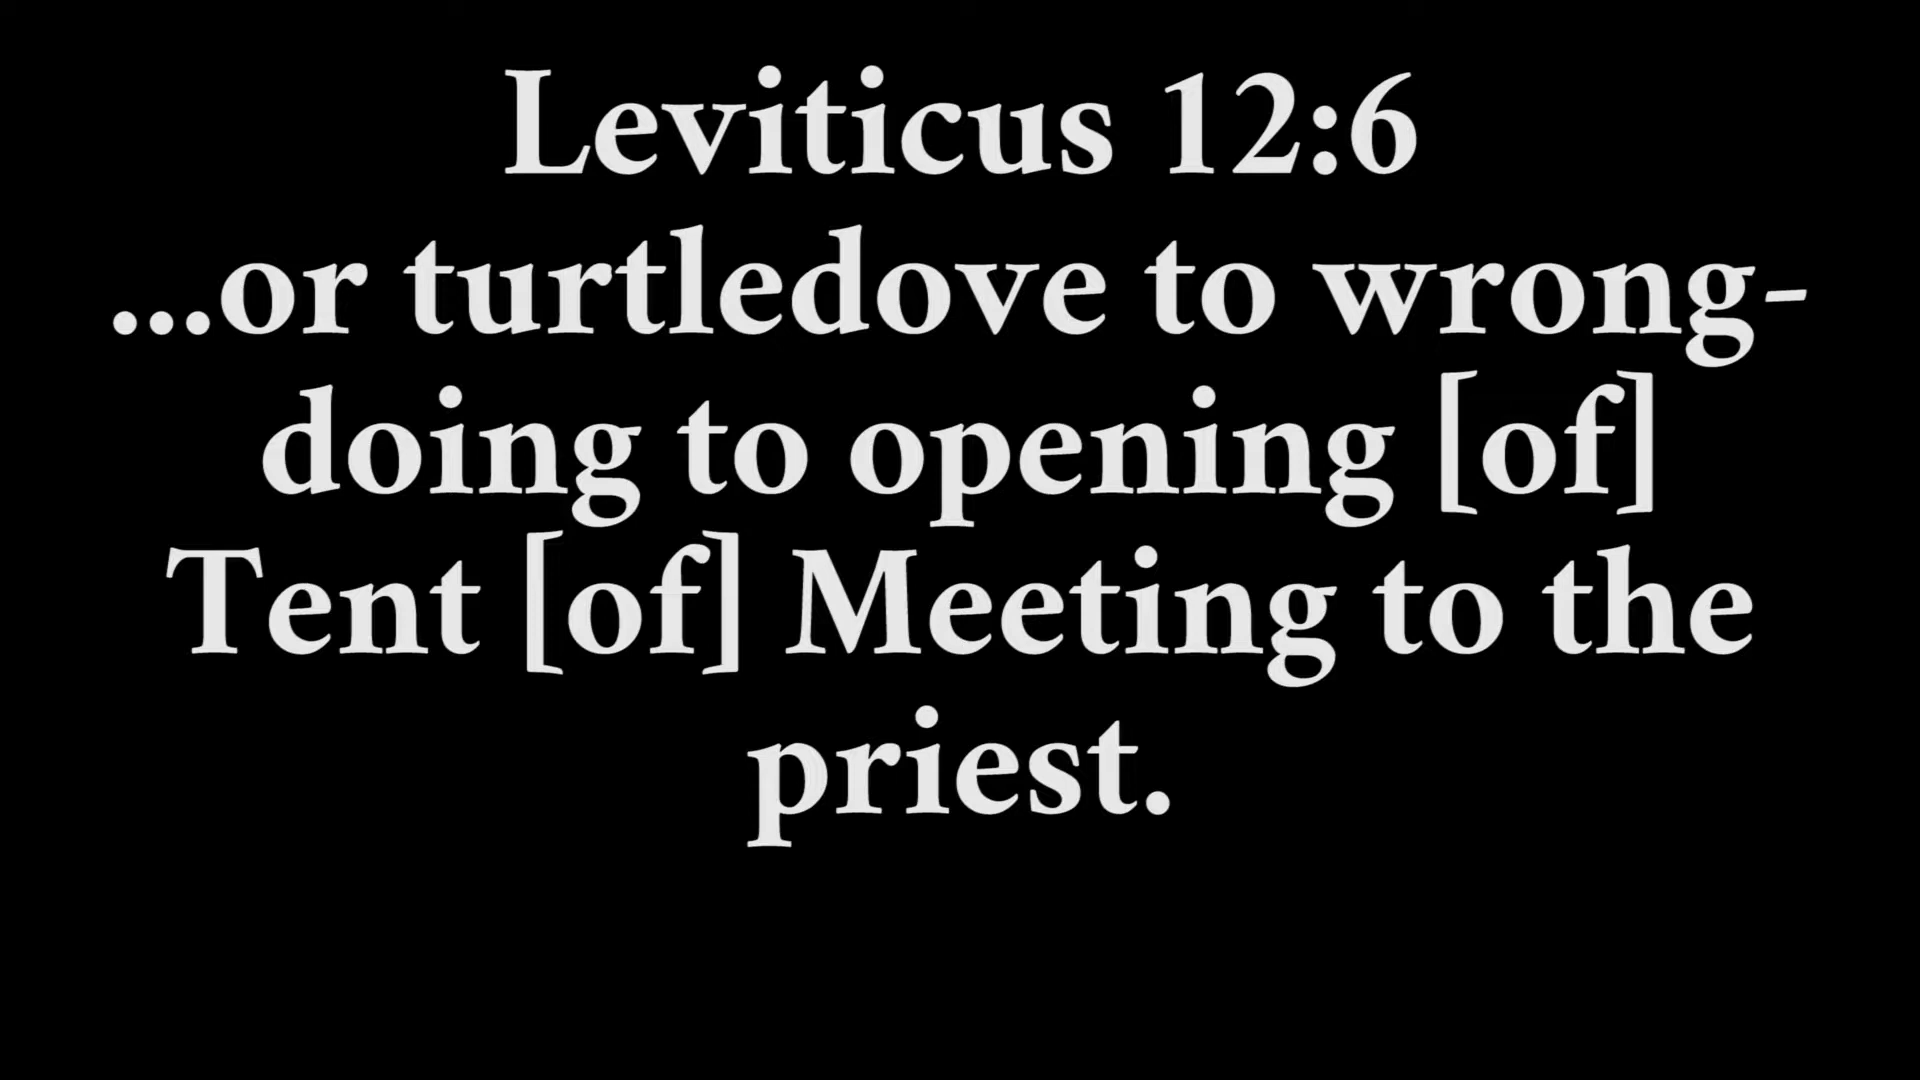 Leviticus 12:6
...or turtledove to wrong-
doing to opening [of]
Tent [of] Meeting to the
priest.